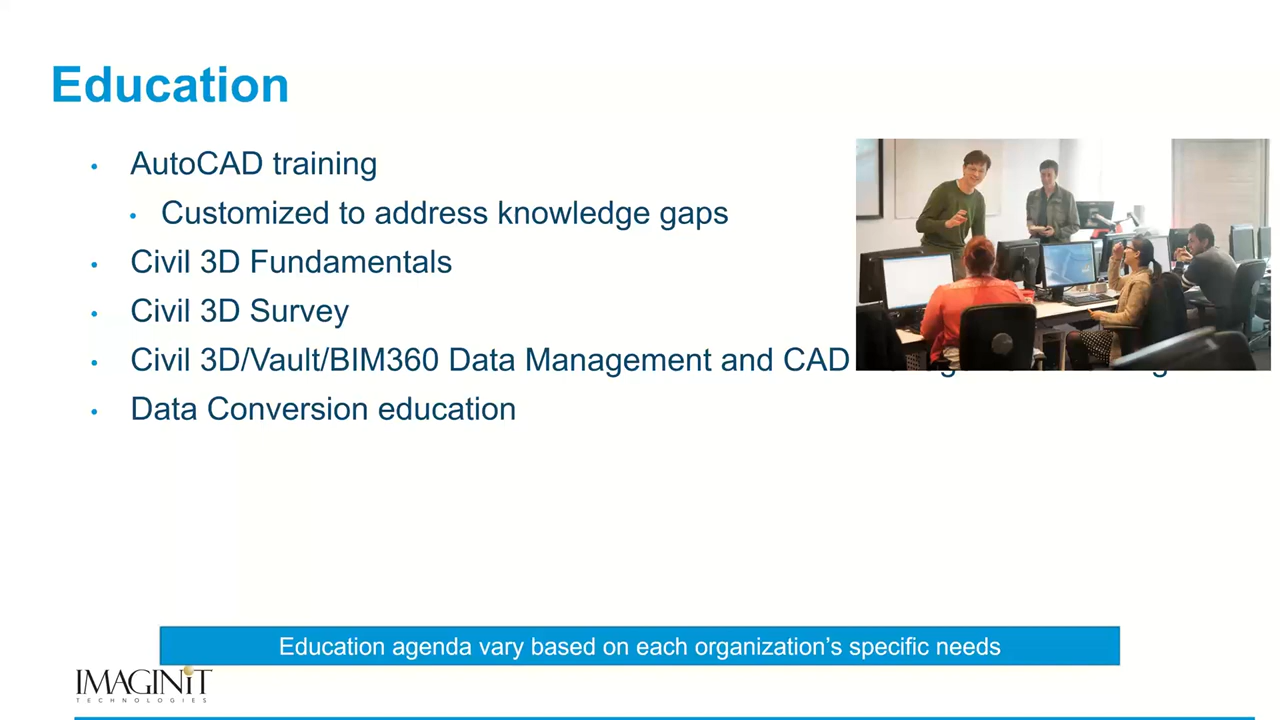 Education
• AutoCAD training
• Customized to address knowledge gaps
• Civil 3D Fundamentals
• Civil 3D Survey
• Civil 3D/Vault/BIM360 Data Management and CAD
• Data Conversion education
Education agenda vary based on each organization’s specific needs
IMAGINiT
TECHNOLOGIES